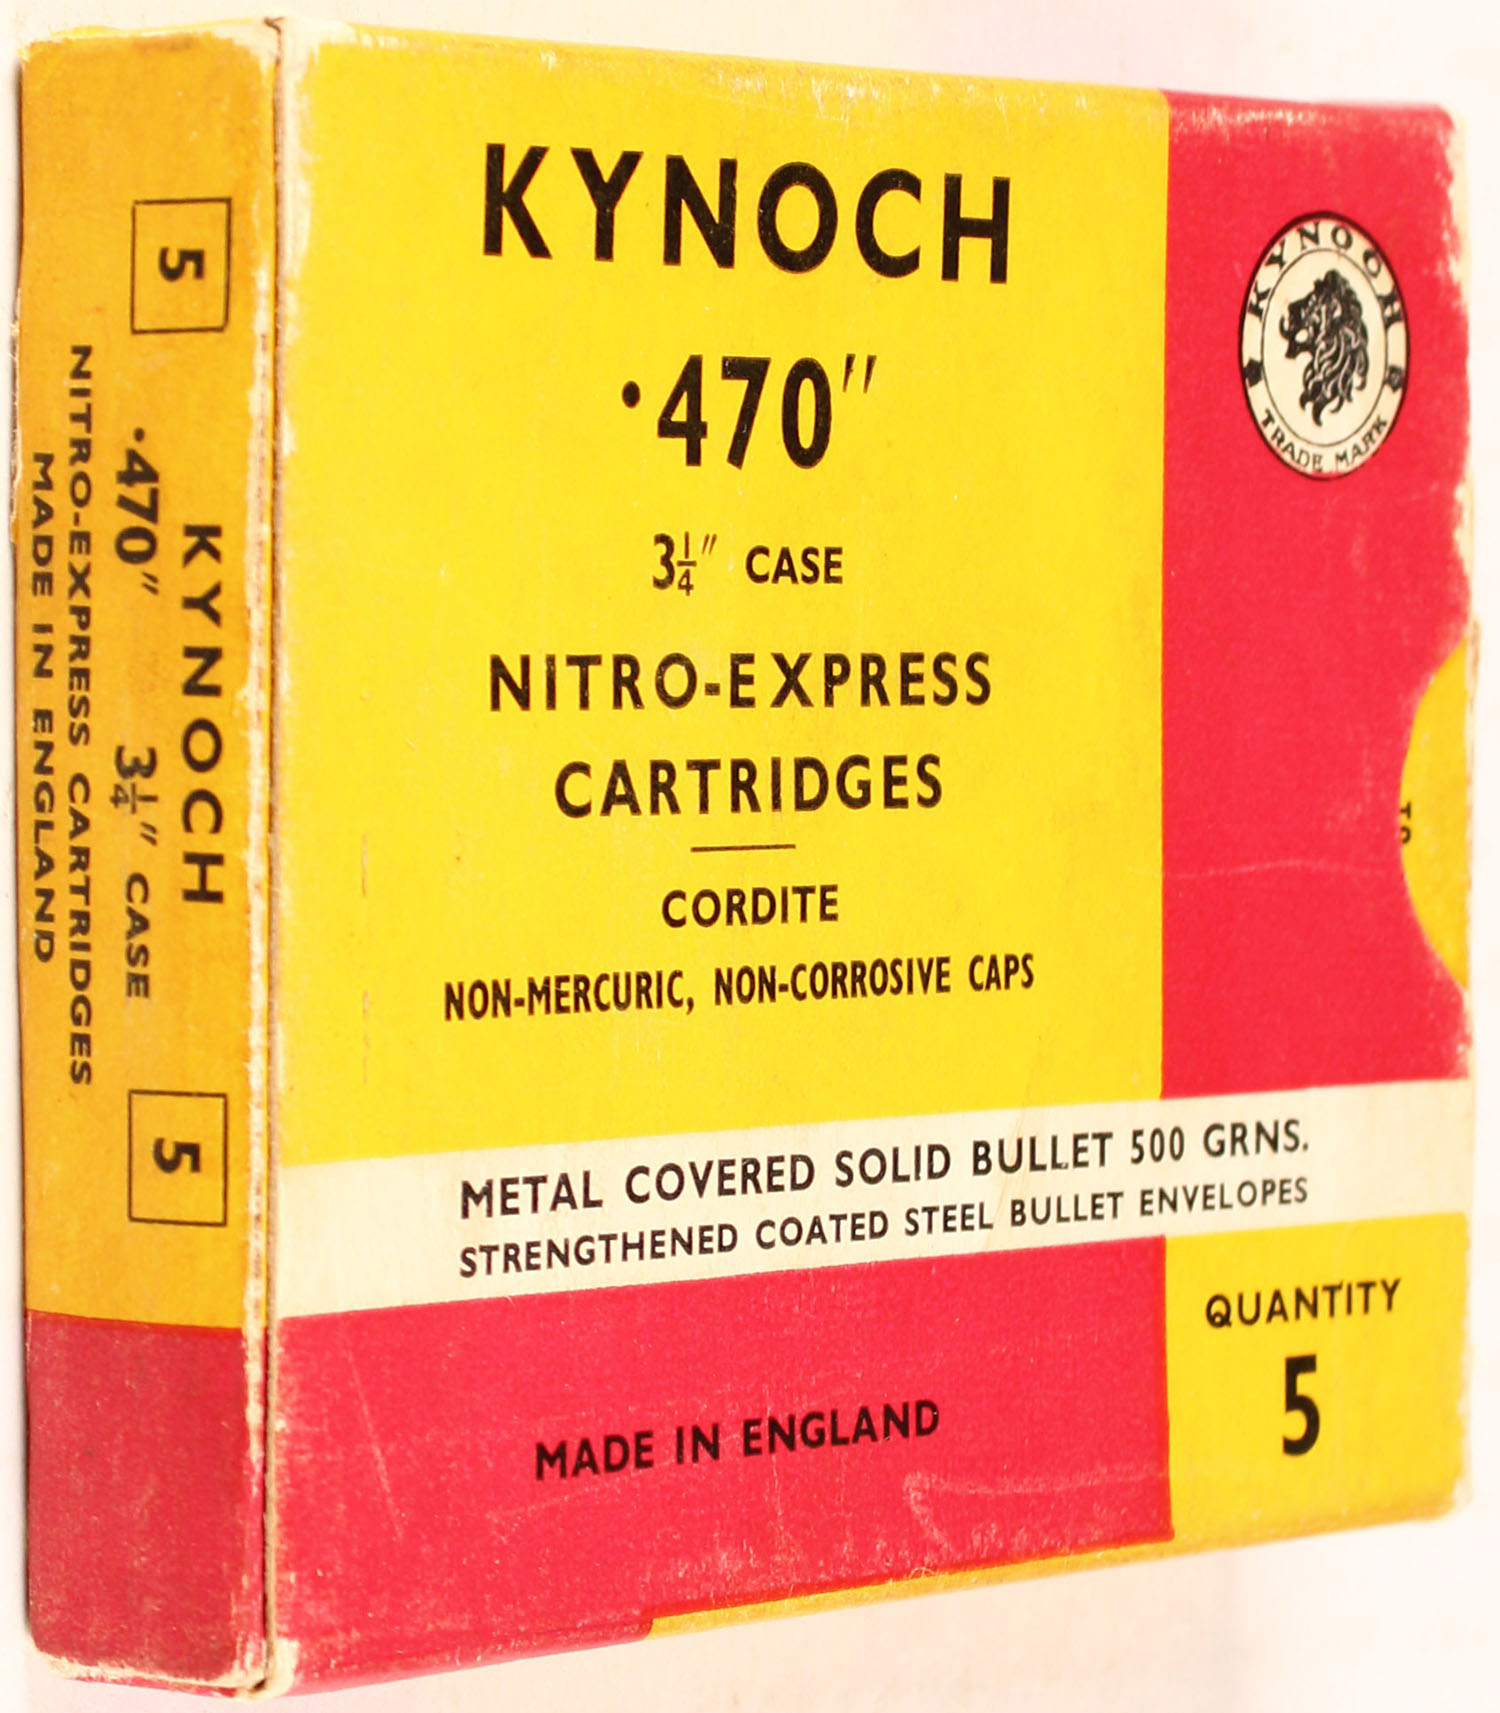 KYNOCH
·470"
3¼" CASE
NITRO-EXPRESS
CARTRIDGES
CORDITE
NON-MERCURIC, NON-CORROSIVE CAPS
METAL COVERED SOLID BULLET 500 GRNS.
STRENGTHENED COATED STEEL BULLET ENVELOPES
MADE IN ENGLAND
QUANTITY
5
KYNOCH
TRADE MARK
5
KYNOCH
·470" 3¼" CASE
NITRO-EXPRESS CARTRIDGES
MADE IN ENGLAND
5